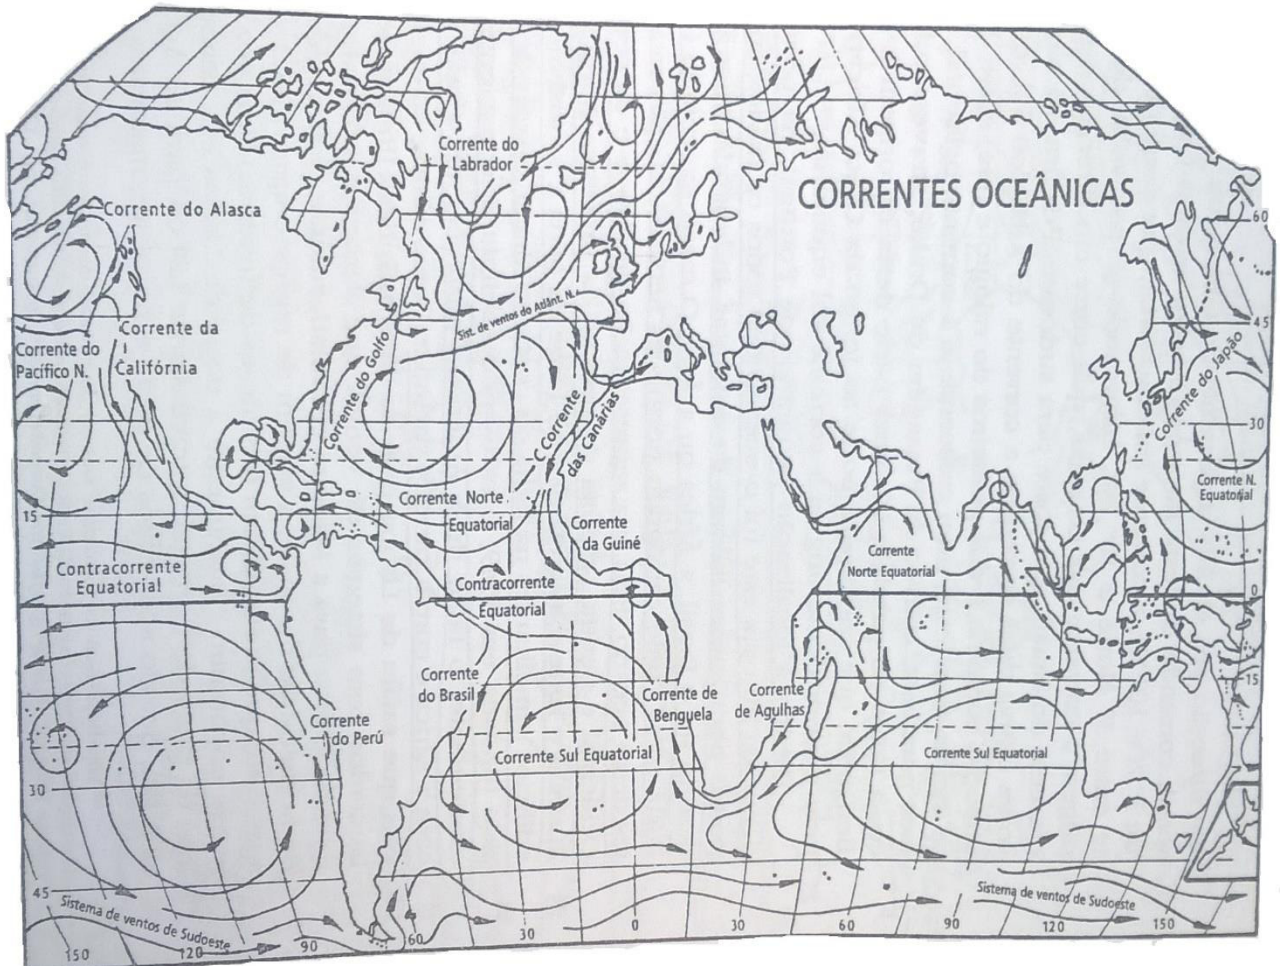 CORRENTES OCEÂNICAS
Corrente do
Labrador
Corrente do Alasca
60
Corrente da
Califórnia
Corrente do
Pacífico N.
Sist. de ventos do Atlânt. N.
45
Corrente do Golfo
Corrente
das Canárias
Corrente do Japão
30
Corrente N.
Equatorial
Corrente Norte
Equatorial
15
Corrente
da Guiné
Corrente
Norte Equatorial
Contracorrente
Equatorial
Contracorrente
Equatorial
0
Corrente
do Brasil
Corrente de
Benguela
Corrente
de Agulhas
15
Corrente
do Perú
Corrente Sul Equatorial
Corrente Sul Equatorial
30
45
Sistema de ventos de Sudoeste
Sistema de ventos de Sudoeste
150
120
90
60
30
0
30
60
90
120
150